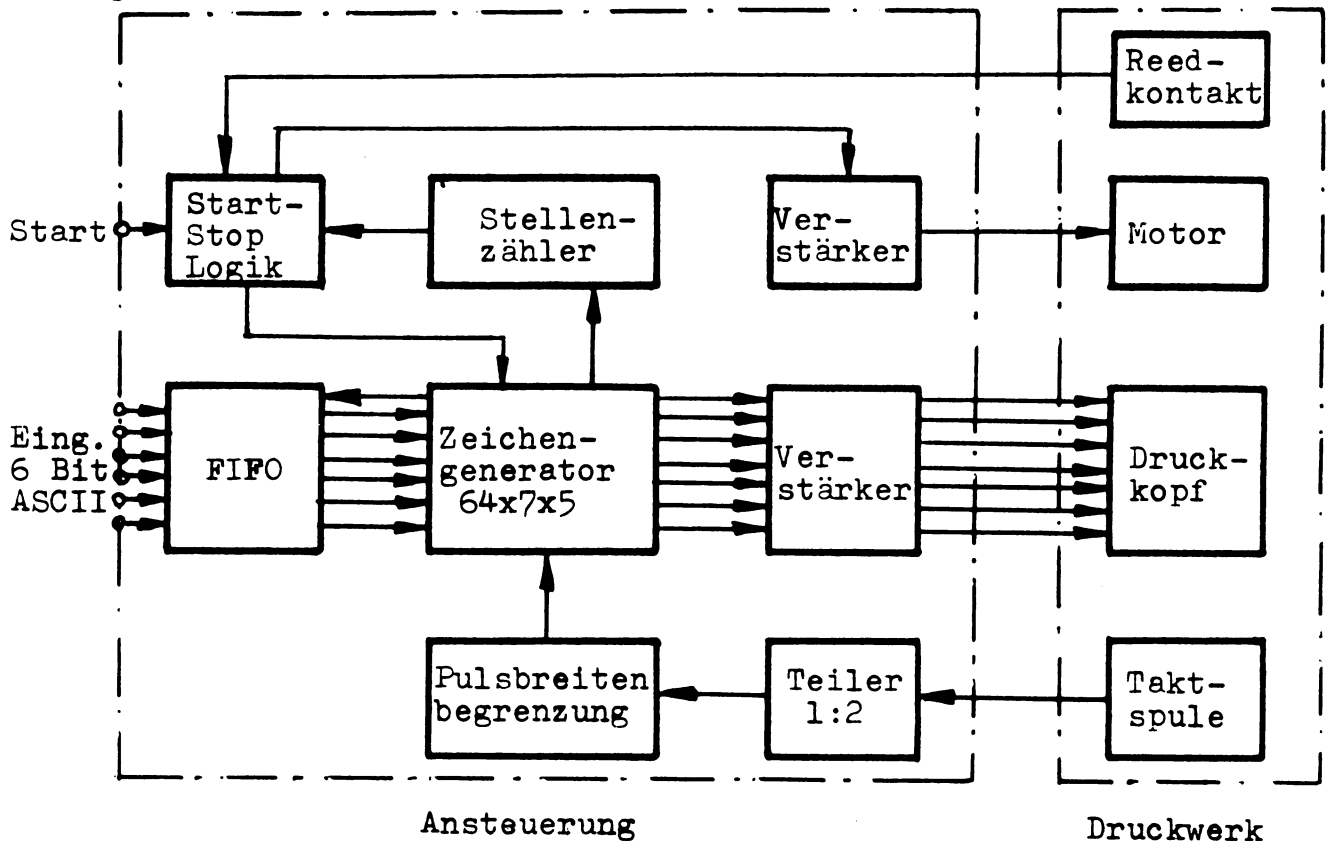 Reed-
kontakt
Start
Start-
Stop
Logik
Stellen-
zähler
Ver-
stärker
Motor
Eing.
6 Bit
ASCII
FIFO
Zeichen-
generator
64x7x5
Ver-
stärker
Druck-
kopf
Pulsbreiten
begrenzung
Teiler
1:2
Takt-
spule
Ansteuerung
Druckwerk